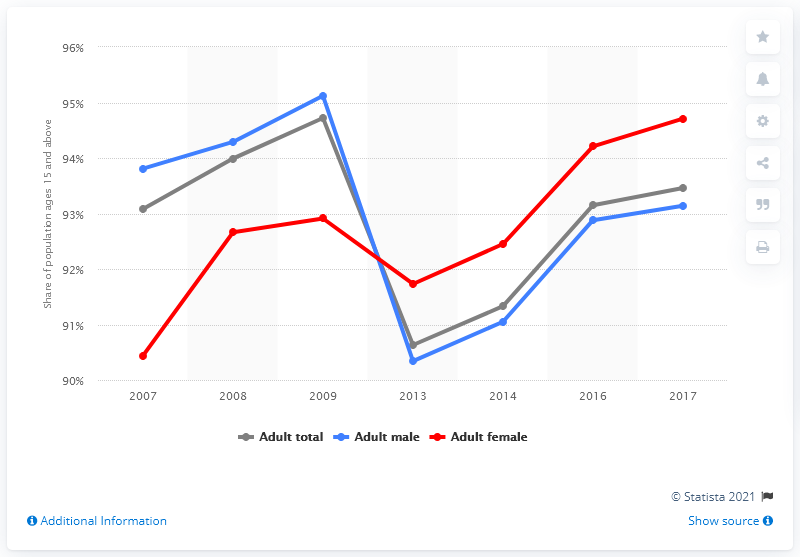 96%
95%
94%
93%
92%
91%
90%
Share of population ages 15 and above
2007 2008 2009 2013 2014 2016 2017
Adult total Adult male Adult female
© Statista 2021
Additional Information Show source